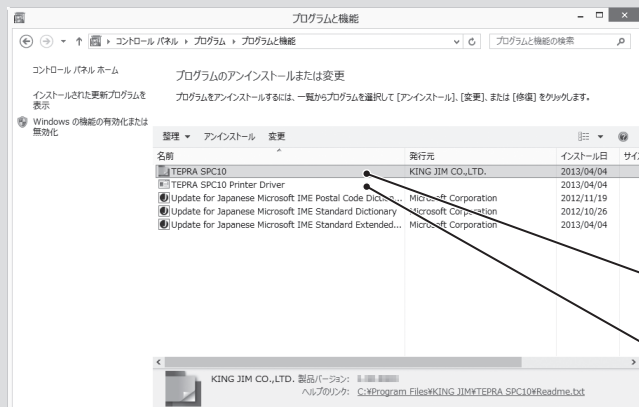 プログラムと機能
コントロール パネル ▸ プログラム ▸ プログラムと機能
プログラムと機能の検索
コントロール パネル ホーム
インストールされた更新プログラムを
表示
Windows の機能の有効化または
無効化
プログラムのアンインストールまたは変更
プログラムをアンインストールするには、一覧からプログラムを選択して [アンインストール]、[変更]、または [修復] をクリックします。
整理 ▼ アンインストール 変更
名前 発行元 インストール日 サイ
TEPRA SPC10 KING JIM CO.,LTD. 2013/04/04
TEPRA SPC10 Printer Driver 2013/04/04
Update for Japanese Microsoft IME Postal Code Dictio... Microsoft Corporation 2012/11/19
Update for Japanese Microsoft IME Standard Dictionary Microsoft Corporation 2012/10/26
Update for Japanese Microsoft IME Standard Extended... Microsoft Corporation 2013/04/04
KING JIM CO.,LTD. 製品バージョン:
ヘルプのリンク: C:¥Program Files¥KING JIM¥TEPRA SPC10¥Readme.txt